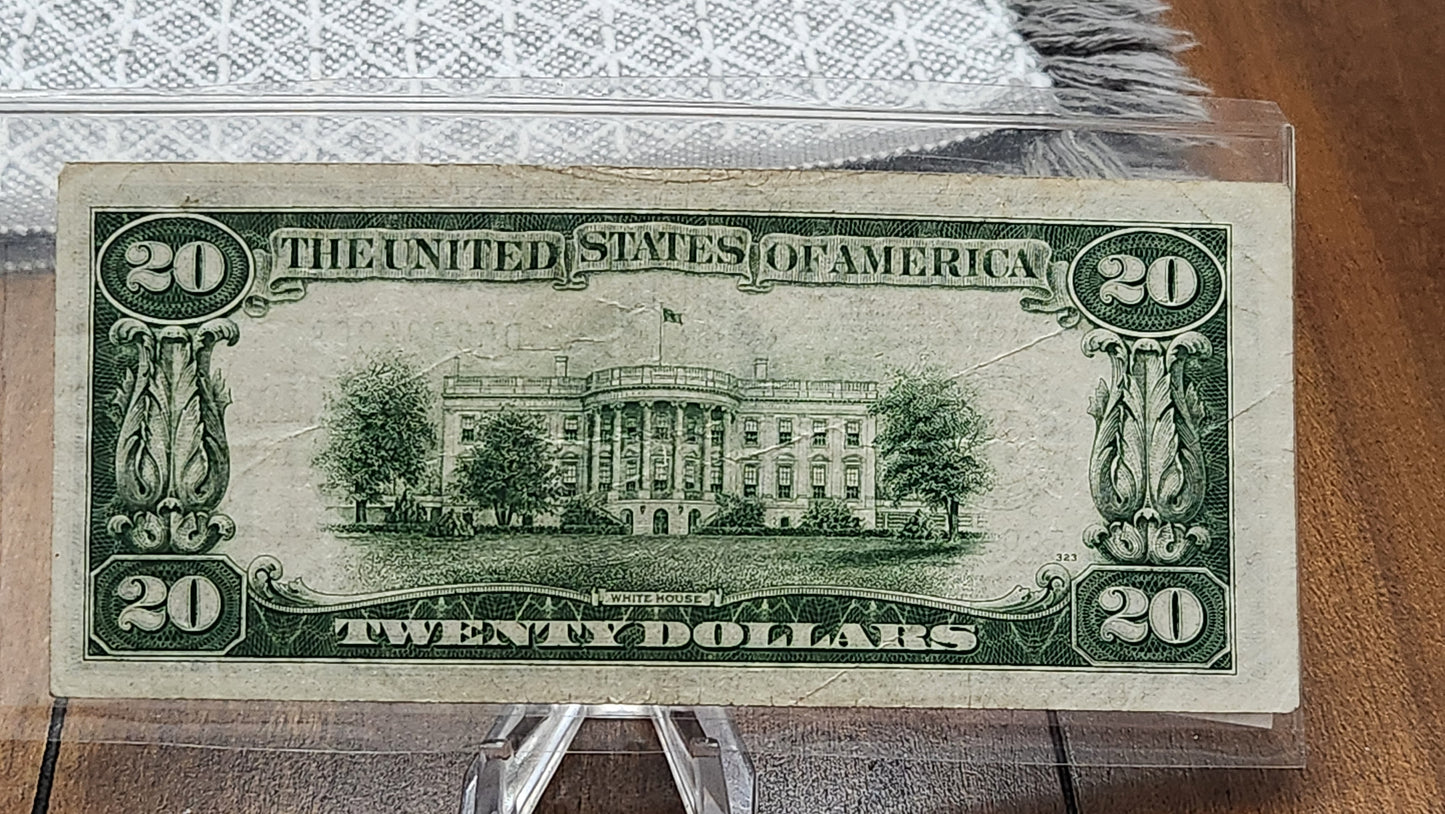 20 THE UNITED STATES OF AMERICA 20
323
WHITE HOUSE
20 TWENTY DOLLARS 20